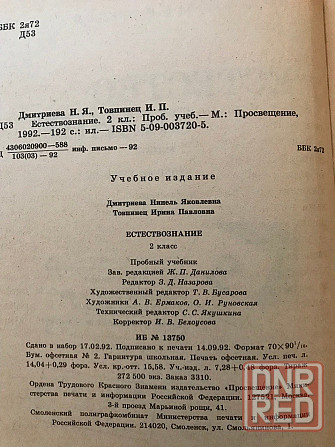 ББК 2я72
Д53
Дмитриева Н. Я., Товпинец И. П.
Д53 Естествознание. 2 кл.: Проб. учеб.— М.: Просвещение,
1992.—192 с.: ил.— ISBN 5-09-003720-5.
Д 4306020900—588
103(03)—92 инф. письмо—92 ББК 2я72
Учебное издание
Дмитриева Нинель Яковлевна
Товпинец Ирина Павловна
ЕСТЕСТВОЗНАНИЕ
2 класс
Пробный учебник
Зав. редакцией Ж. П. Данилова
Редактор З. Д. Назарова
Художественный редактор Т. В. Бусарова
Художники А. В. Ермаков, О. И. Руновская
Технический редактор С. С. Якушкина
Корректор И. В. Белоусова
ИБ № 13750
Сдано в набор 17.02.92. Подписано к печати 14.09.92. Формат 70×90 1/16.
Бум. офсетная № 2. Гарнитура школьная. Печать офсетная. Усл. печ. л.
14,04+0,29 форз. Усл. кр.-отт. 15,58. Уч.-изд. л. 7,28+0,48 форз. Тираж
272 500 экз. Заказ 3310.
Ордена Трудового Красного Знамени издательство «Просвещение» Министерства
печати и информации Российской Федерации. 127521, Москва,
3-й проезд Марьиной рощи, 41.
Смоленский полиграфкомбинат Министерства печати и информации
Российской Федерации. 214020, Смоленск, ул. Смольянинова,
DNR
RED